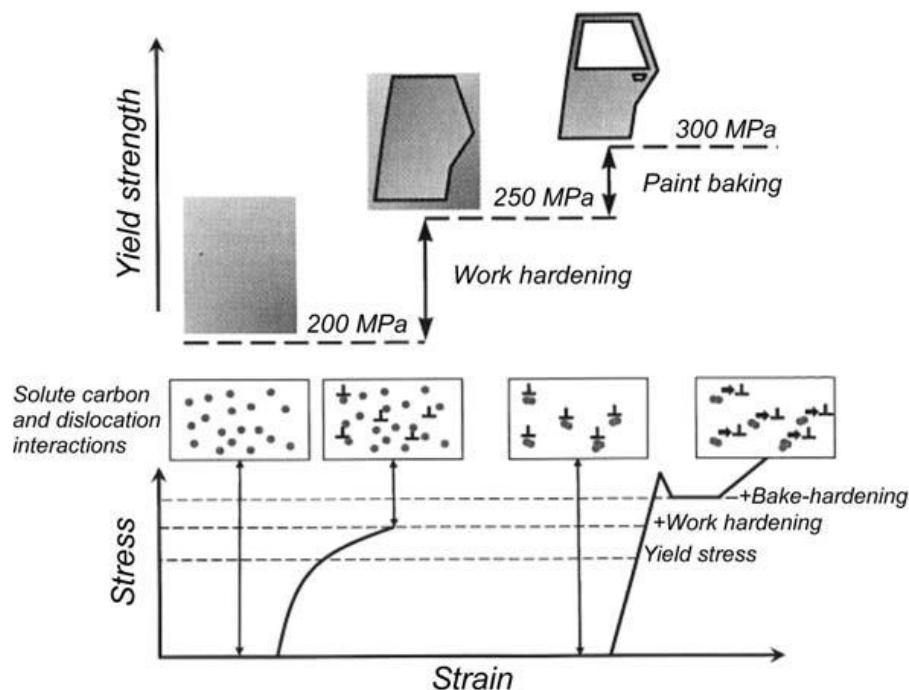 Yield strength
300 MPa
Paint baking
250 MPa
Work hardening
200 MPa
Solute carbon
and dislocation
interactions
+Bake-hardening
+Work hardening
Yield stress
Stress
Strain